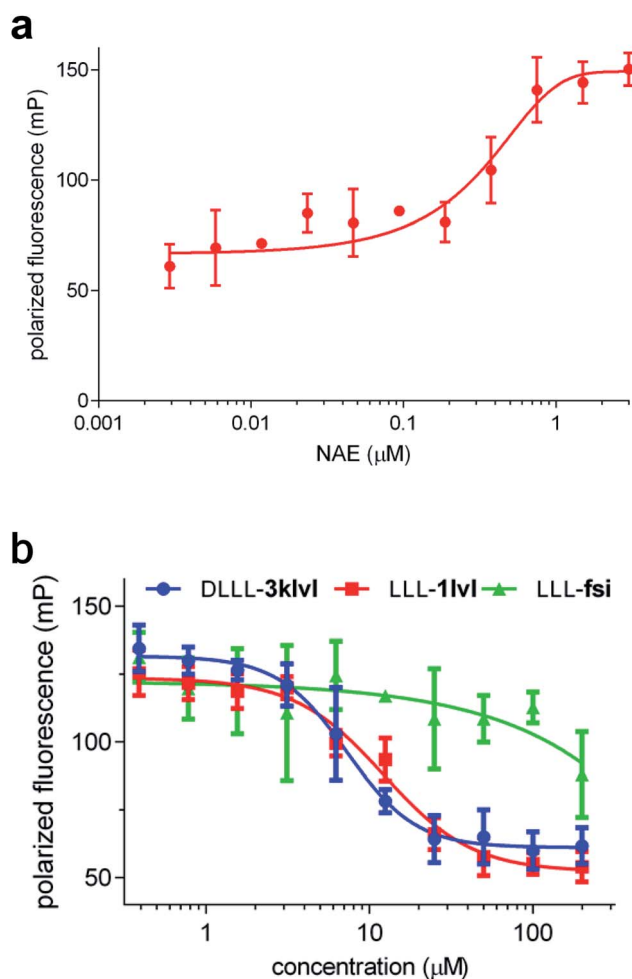 a
polarized fluorescence (mP)
150
100
50
0
0.001
0.01
0.1
1
NAE (μM)
b
DLLL-3klvl
LLL-1lvl
LLL-fsi
polarized fluorescence (mP)
150
100
50
1
10
100
concentration (μM)